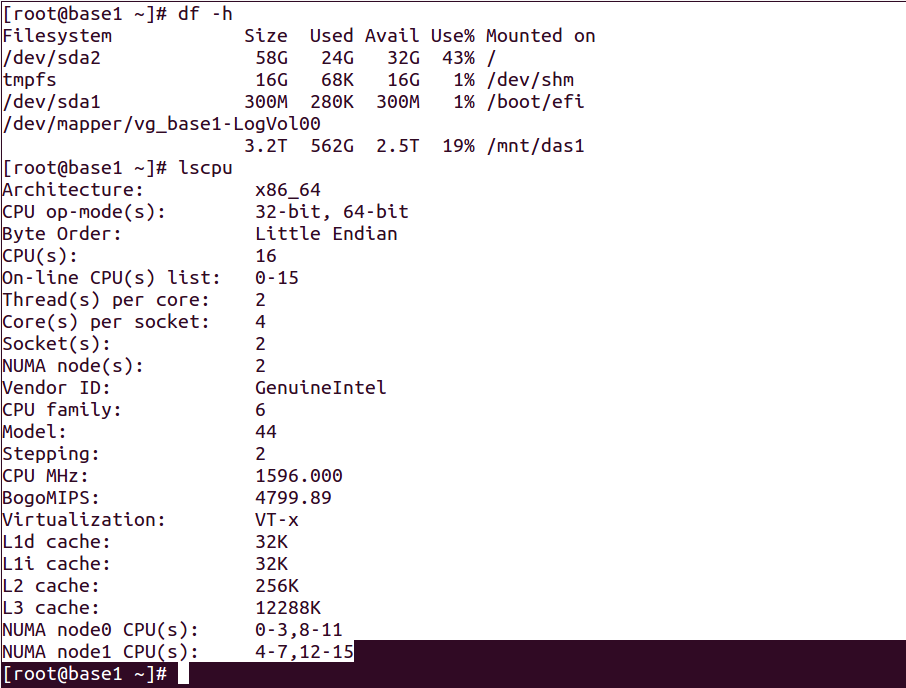 [root@base1 ~]# df -h
Filesystem            Size  Used Avail Use% Mounted on
/dev/sda2              58G   24G   32G  43% /
tmpfs                  16G   68K   16G   1% /dev/shm
/dev/sda1             300M  280K  300M   1% /boot/efi
/dev/mapper/vg_base1-LogVol00
                      3.2T  562G  2.5T  19% /mnt/das1
[root@base1 ~]# lscpu
Architecture:          x86_64
CPU op-mode(s):        32-bit, 64-bit
Byte Order:            Little Endian
CPU(s):                16
On-line CPU(s) list:   0-15
Thread(s) per core:    2
Core(s) per socket:    4
Socket(s):             2
NUMA node(s):          2
Vendor ID:             GenuineIntel
CPU family:            6
Model:                 44
Stepping:              2
CPU MHz:               1596.000
BogoMIPS:              4799.89
Virtualization:        VT-x
L1d cache:             32K
L1i cache:             32K
L2 cache:              256K
L3 cache:              12288K
NUMA node0 CPU(s):     0-3,8-11
NUMA node1 CPU(s):     4-7,12-15
[root@base1 ~]#